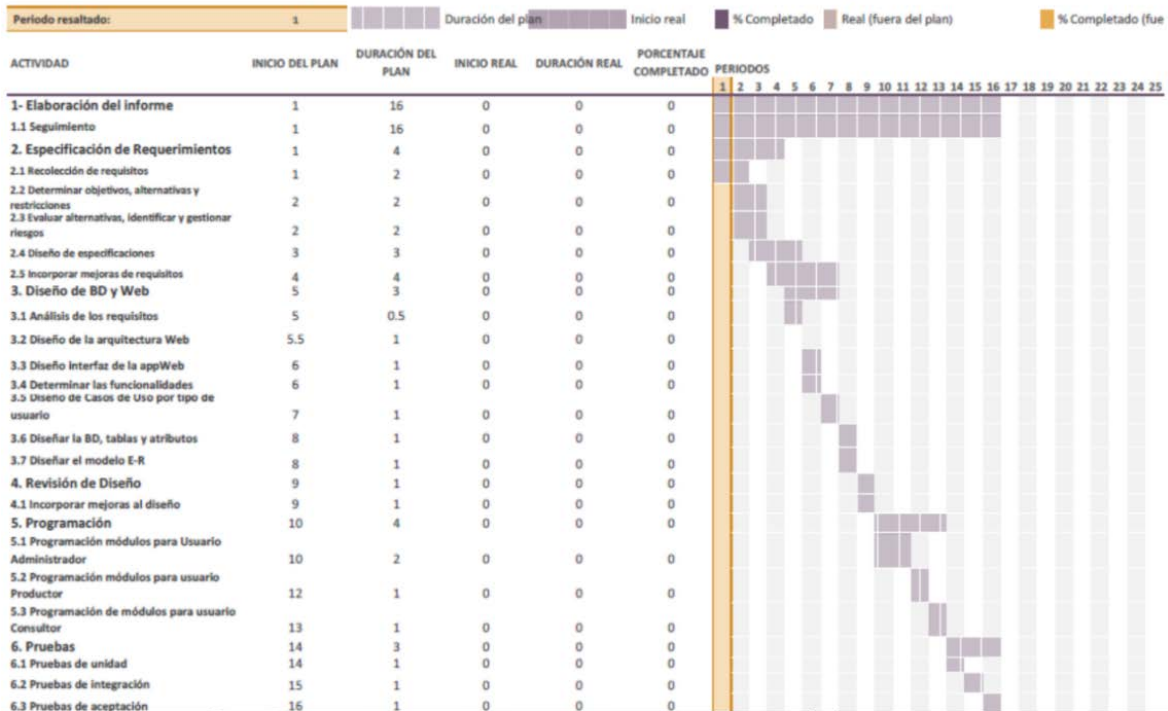 Periodo resaltado: 1 Duración del plan Inicio real % Completado Real (fuera del plan) % Completado (fue
ACTIVIDAD INICIO DEL PLAN DURACIÓN DEL PLAN INICIO REAL DURACIÓN REAL PORCENTAJE COMPLETADO PERIODOS
1 2 3 4 5 6 7 8 9 10 11 12 13 14 15 16 17 18 19 20 21 22 23 24 25
1- Elaboración del informe 1 16 0 0 0
1.1 Seguimiento 1 16 0 0 0
2. Especificación de Requerimientos 1 4 0 0 0
2.1 Recolección de requisitos 1 2 0 0 0
2.2 Determinar objetivos, alternativas y
restricciones 2 2 0 0 0
2.3 Evaluar alternativas, identificar y gestionar
riesgos 2 2 0 0 0
2.4 Diseño de especificaciones 3 3 0 0 0
2.5 Incorporar mejoras de requisitos 4 4 0 0 0
3. Diseño de BD y Web 5 3 0 0 0
3.1 Análisis de los requisitos 5 0.5 0 0 0
3.2 Diseño de la arquitectura Web 5.5 1 0 0 0
3.3 Diseño Interfaz de la appWeb 6 1 0 0 0
3.4 Determinar las funcionalidades 6 1 0 0 0
3.5 Diseño de Casos de Uso por tipo de
usuario 7 1 0 0 0
3.6 Diseñar la BD, tablas y atributos 8 1 0 0 0
3.7 Diseñar el modelo E-R 8 1 0 0 0
4. Revisión de Diseño 9 1 0 0 0
4.1 Incorporar mejoras al diseño 9 1 0 0 0
5. Programación 10 4 0 0 0
5.1 Programación módulos para Usuario
Administrador 10 2 0 0 0
5.2 Programación módulos para usuario
Productor 12 1 0 0 0
5.3 Programación de módulos para usuario
Consultor 13 1 0 0 0
6. Pruebas 14 3 0 0 0
6.1 Pruebas de unidad 14 1 0 0 0
6.2 Pruebas de integración 15 1 0 0 0
6.3 Pruebas de aceptación 16 1 0 0 0